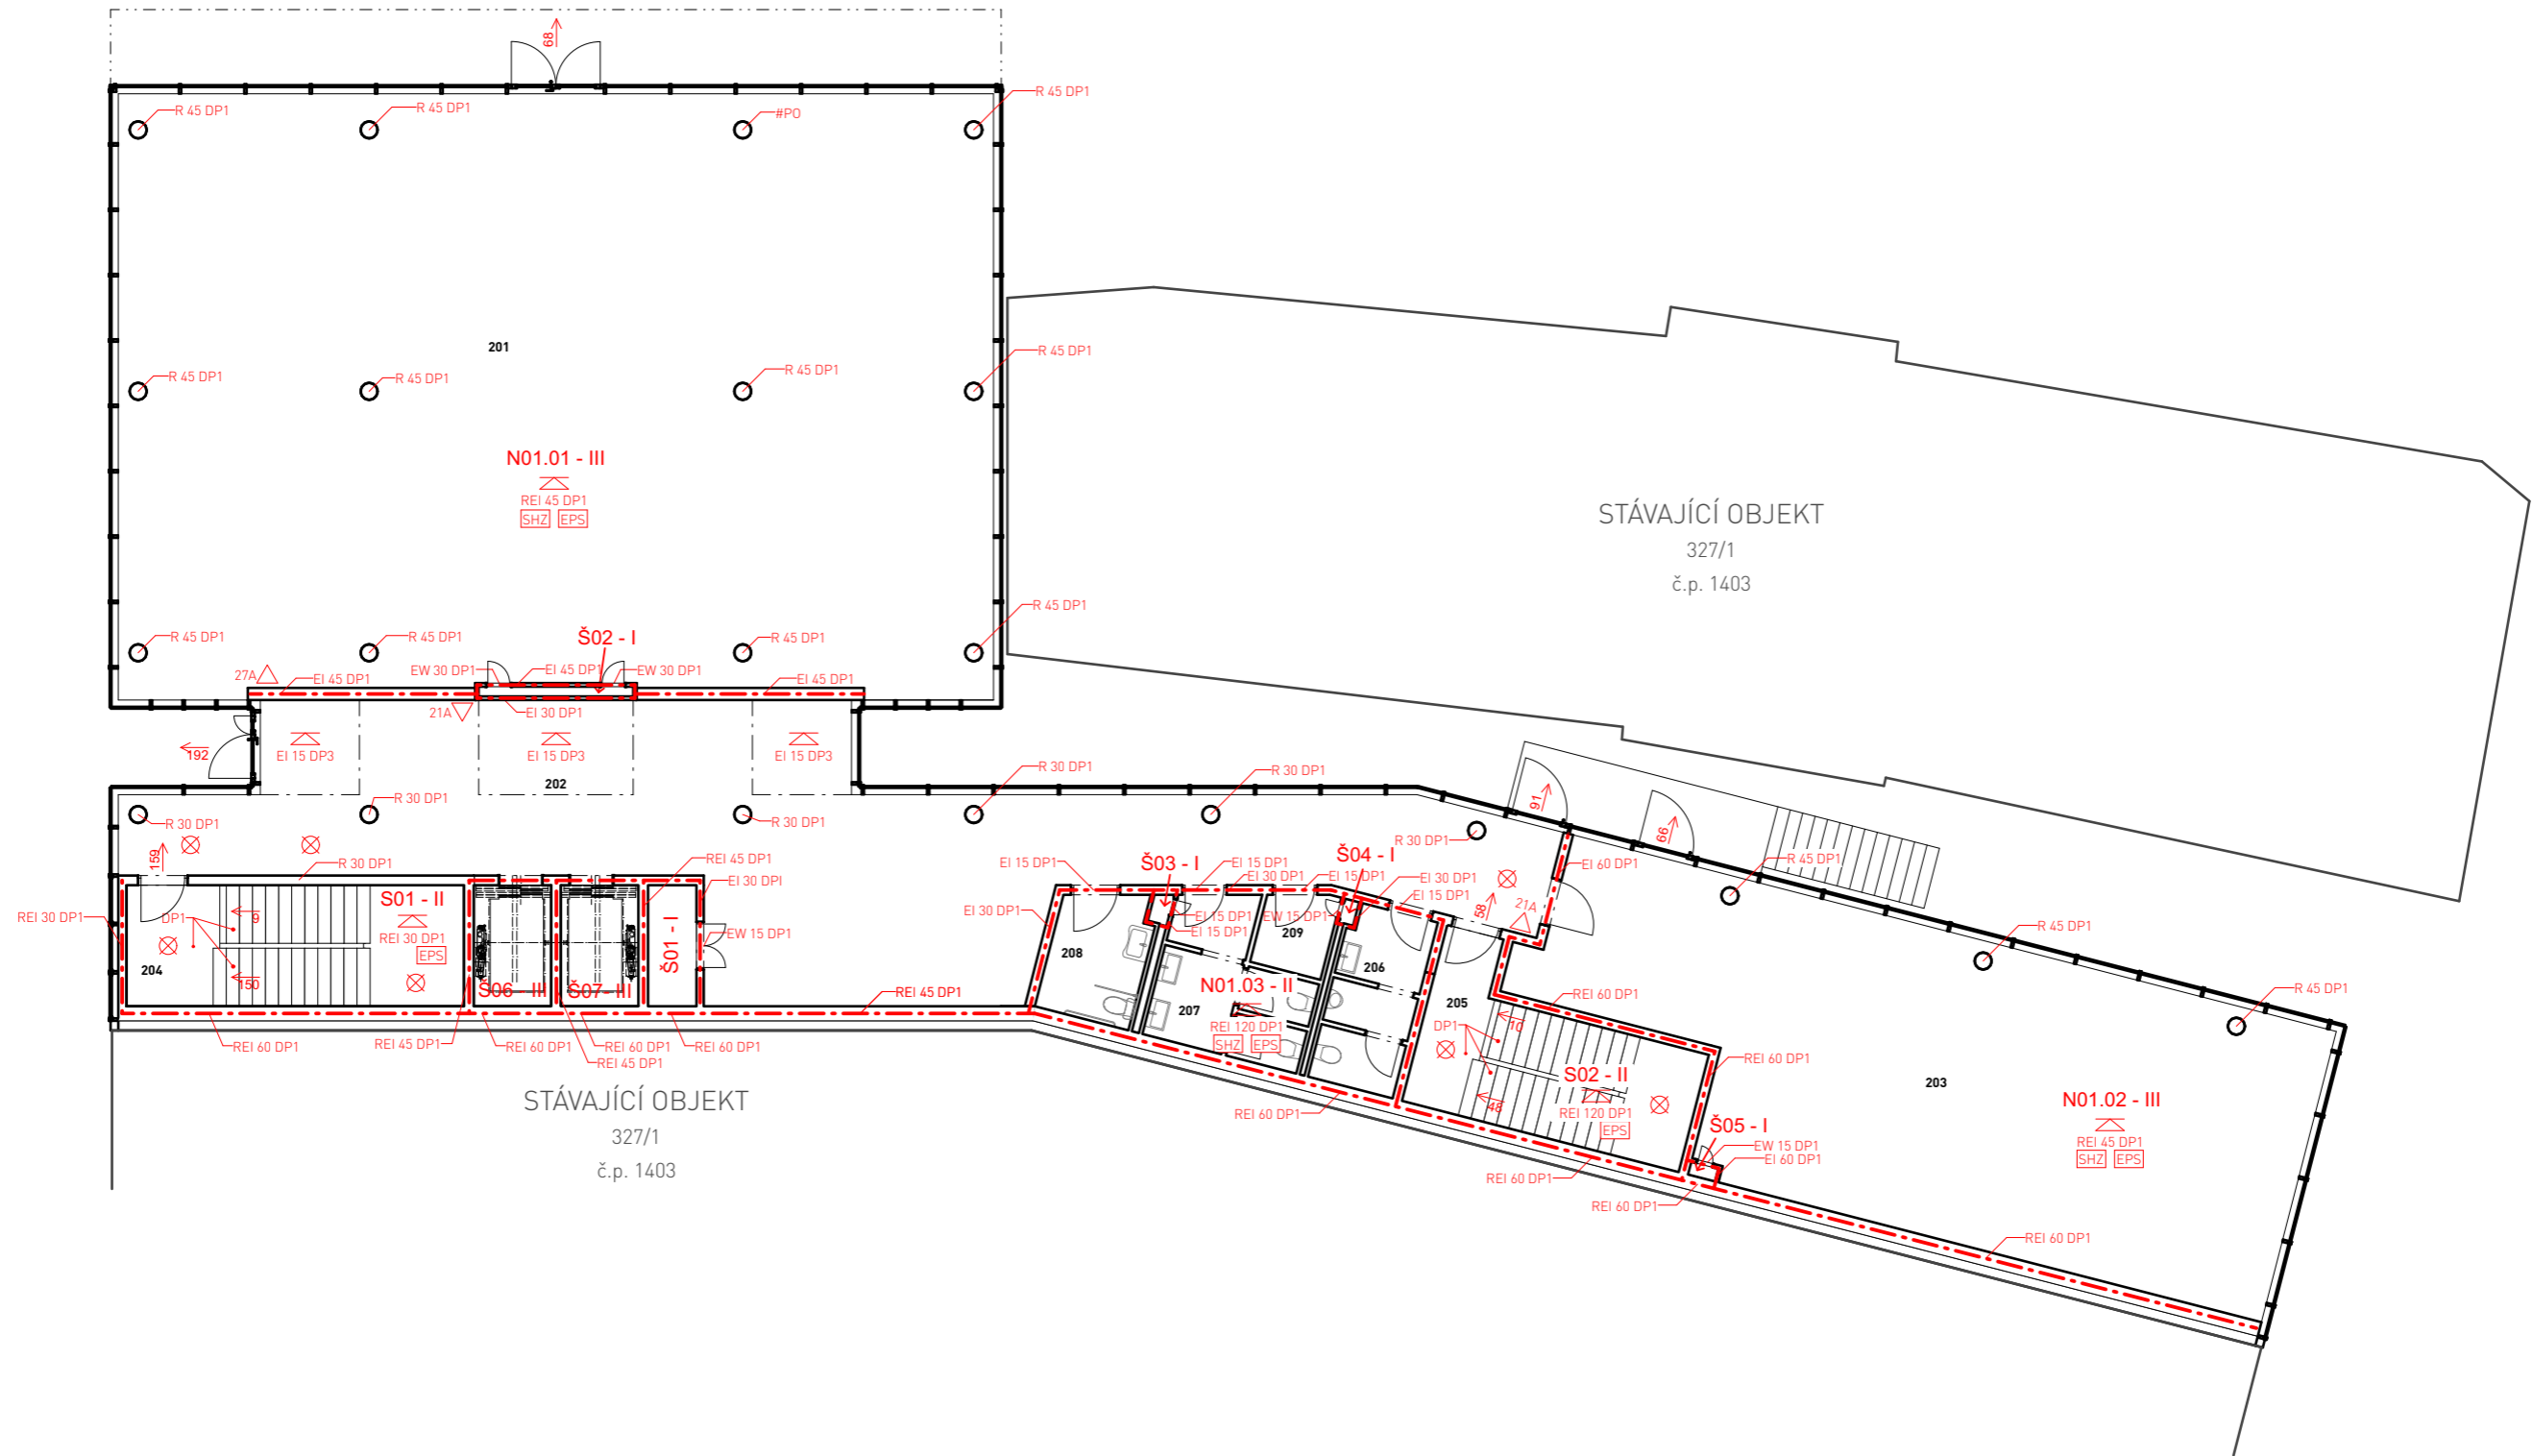 68
R 45 DP1
R 45 DP1
#PO
R 45 DP1
201
R 45 DP1
R 45 DP1
R 45 DP1
R 45 DP1
N01.01 - III
REI 45 DP1
SHZ EPS
STÁVAJÍCÍ OBJEKT
327/1
č.p. 1403
R 45 DP1
R 45 DP1
R 45 DP1
R 45 DP1
Š02 - I
27A
EI 45 DP1
EW 30 DP1
EI 45 DP1
EW 30 DP1
EI 45 DP1
21A
EI 30 DP1
192
EI 15 DP3
EI 15 DP3
EI 15 DP3
202
R 30 DP1
R 30 DP1
R 30 DP1
R 30 DP1
R 30 DP1
R 30 DP1
91
66
159
R 30 DP1
REI 45 DP1
EI 30 DPI
EI 15 DP1
Š03 - I
EI 15 DP1
EI 30 DP1
EI 15 DP1
Š04 - I
EI 30 DP1
EI 15 DP1
EI 60 DP1
R 45 DP1
REI 30 DP1
DP1
9
S01 - II
REI 30 DP1
EPS
150
204
Š06 - III
Š07- III
Š01 - I
EW 15 DP1
EI 30 DP1
EI 15 DP1
EI 15 DP1
EW 15 DP1
58
21A
R 45 DP1
208
209
206
N01.03 - II
207
REI 120 DP1
SHZ EPS
205
REI 60 DP1
10
DP1
R 45 DP1
REI 45 DP1
REI 60 DP1
REI 45 DP1
REI 60 DP1
REI 60 DP1
REI 45 DP1
REI 60 DP1
REI 60 DP1
S02 - II
48
REI 120 DP1
EPS
REI 60 DP1
203
N01.02 - III
REI 45 DP1
SHZ EPS
STÁVAJÍCÍ OBJEKT
327/1
č.p. 1403
REI 60 DP1
Š05 - I
EW 15 DP1
EI 60 DP1
REI 60 DP1
REI 60 DP1
REI 60 DP1